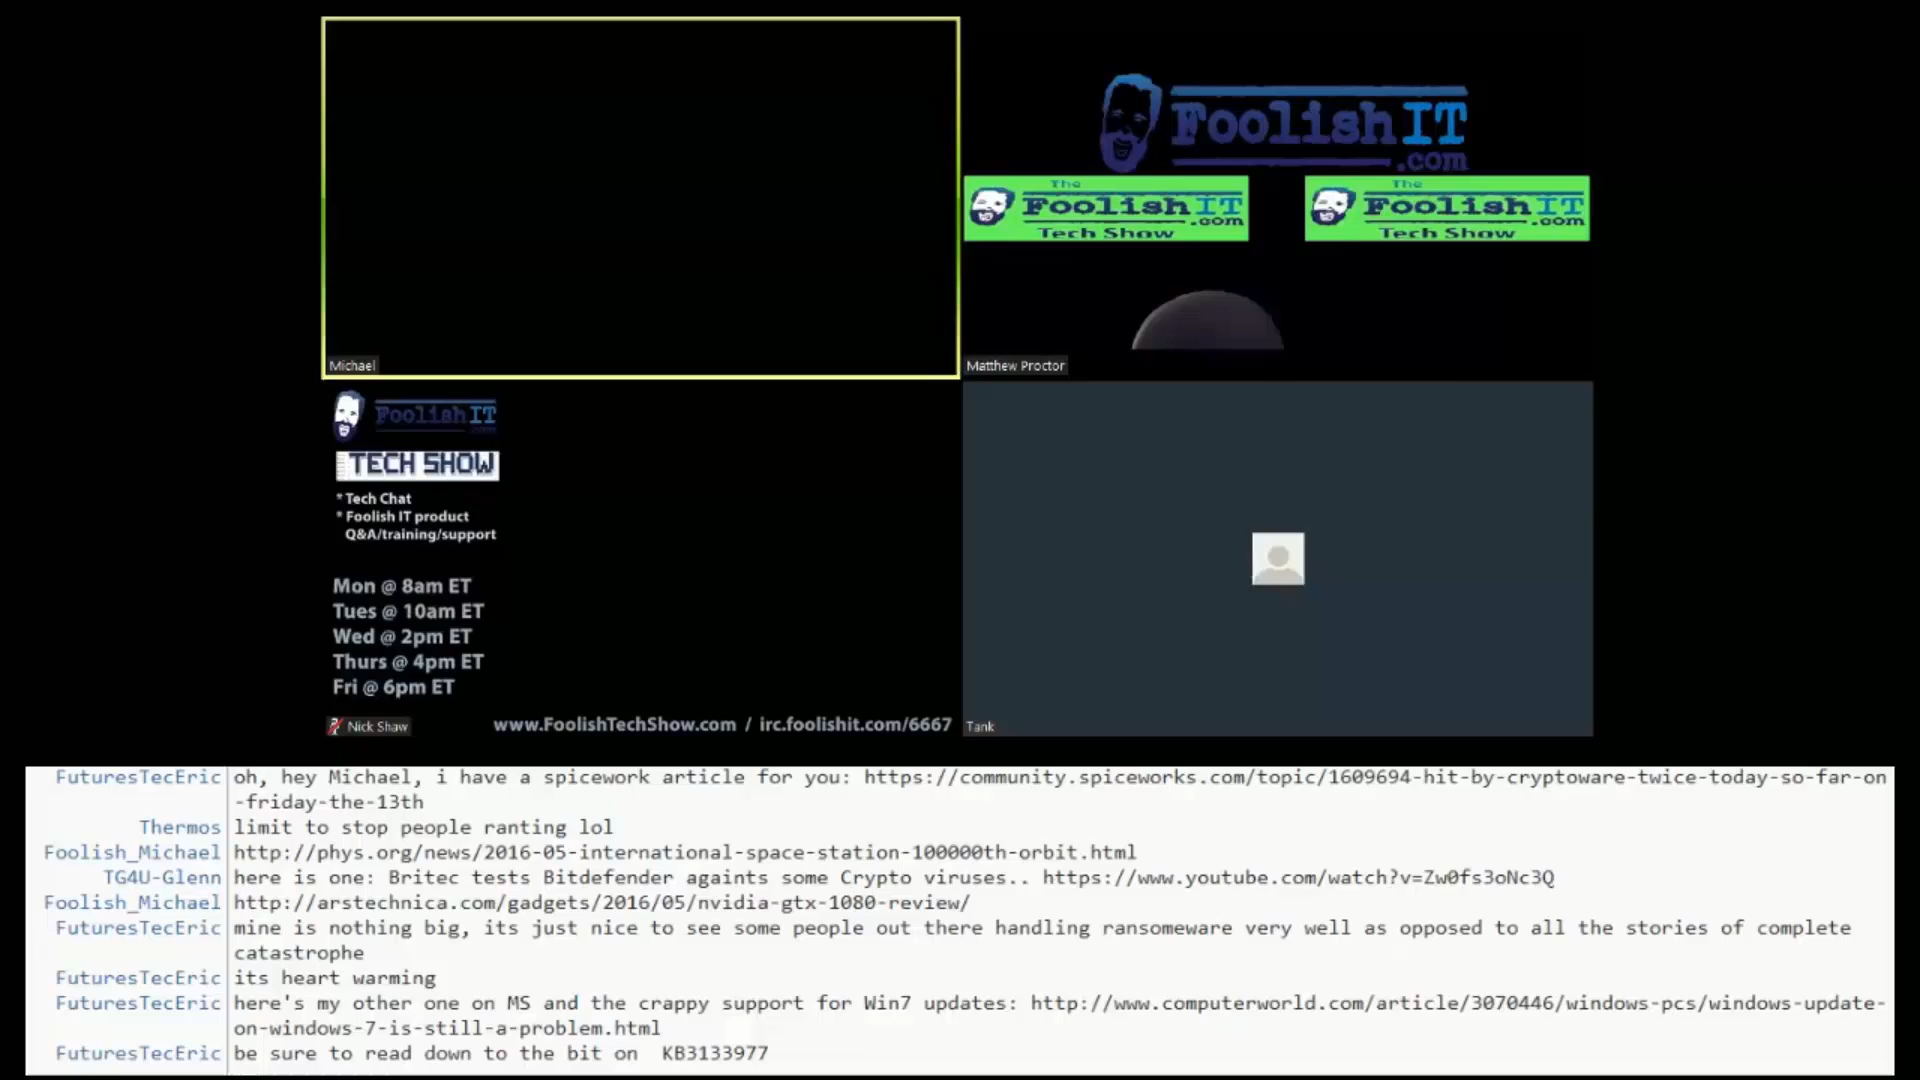 FoolishIT
.com
The
FoolishIT
.com
Tech Show
The
FoolishIT
.com
Tech Show
Michael
Matthew Proctor
FoolishIT
.com
TECH SHOW
* Tech Chat
* Foolish IT product
Q&A/training/support
Mon @ 8am ET
Tues @ 10am ET
Wed @ 2pm ET
Thurs @ 4pm ET
Fri @ 6pm ET
Nick Shaw
www.FoolishTechShow.com / irc.foolishit.com/6667
Tank
FuturesTecEric oh, hey Michael, i have a spicework article for you: https://community.spiceworks.com/topic/1609694-hit-by-cryptoware-twice-today-so-far-on
-friday-the-13th
Thermos limit to stop people ranting lol
Foolish_Michael http://phys.org/news/2016-05-international-space-station-100000th-orbit.html
TG4U-Glenn here is one: Britec tests Bitdefender againts some Crypto viruses.. https://www.youtube.com/watch?v=Zw0fs3oNc3Q
Foolish_Michael http://arstechnica.com/gadgets/2016/05/nvidia-gtx-1080-review/
FuturesTecEric mine is nothing big, its just nice to see some people out there handling ransomeware very well as opposed to all the stories of complete
catastrophe
FuturesTecEric its heart warming
FuturesTecEric here's my other one on MS and the crappy support for Win7 updates: http://www.computerworld.com/article/3070446/windows-pcs/windows-update-
on-windows-7-is-still-a-problem.html
FuturesTecEric be sure to read down to the bit on  KB3133977